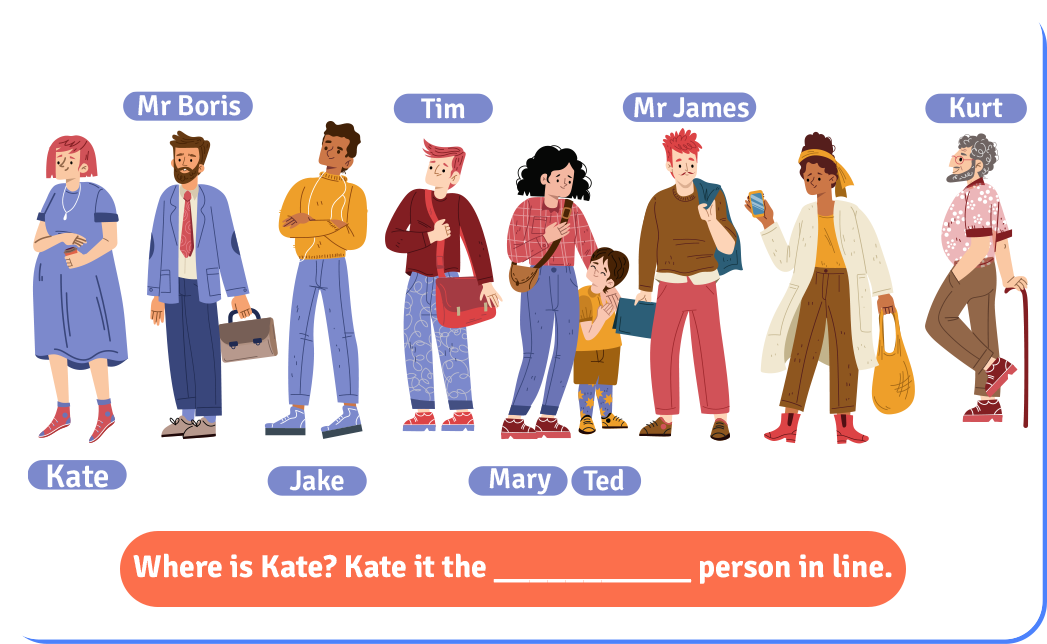 Mr Boris
Tim
Mr James
Kurt
Kate
Jake
Mary
Ted
Where is Kate? Kate it the ____________ person in line.